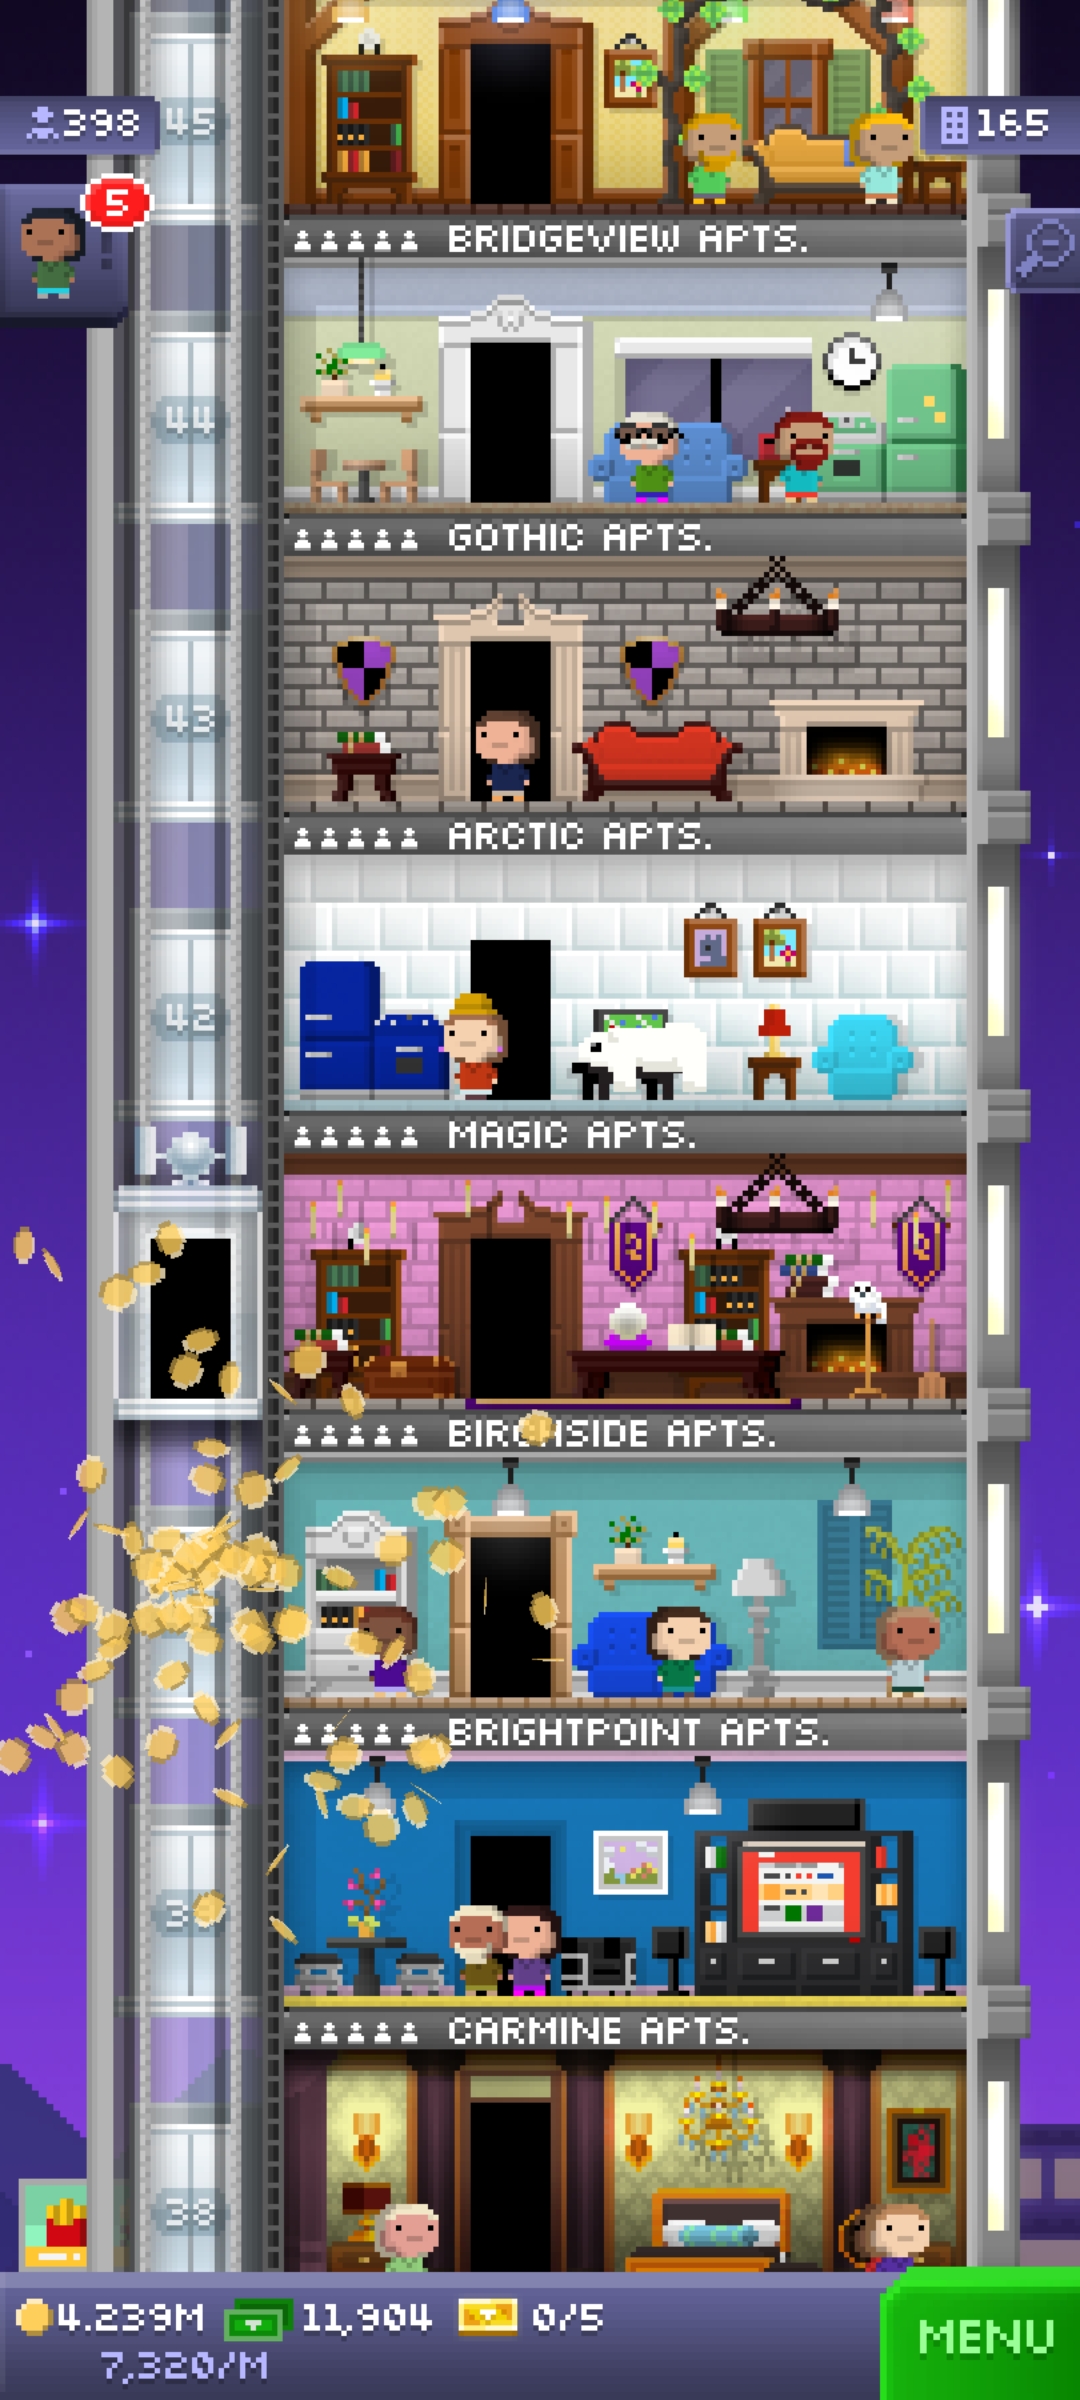 398
45
165
5
BRIDGEVIEW APTS.
44
GOTHIC APTS.
43
ARCTIC APTS.
42
MAGIC APTS.
BIRCHSIDE APTS.
BRIGHTPOINT APTS.
CARMINE APTS.
38
4.239M
11,904
0/5
MENU
7,320/M